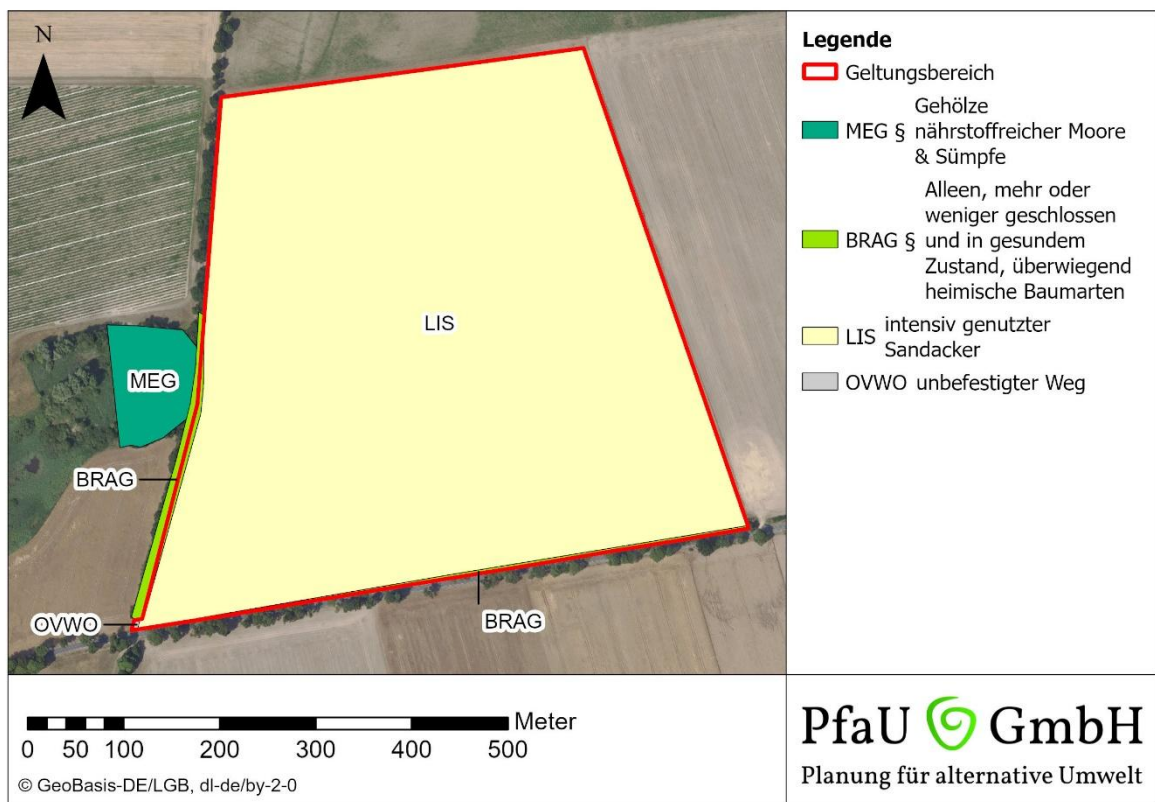 N
LIS
MEG
BRAG
OVWO
BRAG
Legende
Geltungsbereich
Gehölze
MEG § nährstoffreicher Moore
& Sümpfe
Alleen, mehr oder
weniger geschlossen
BRAG § und in gesundem
Zustand, überwiegend
heimische Baumarten
LIS intensiv genutzter
Sandacker
OVWO unbefestigter Weg
Meter
0 50 100 200 300 400 500
© GeoBasis-DE/LGB, dl-de/by-2-0
PfaU GmbH
Planung für alternative Umwelt